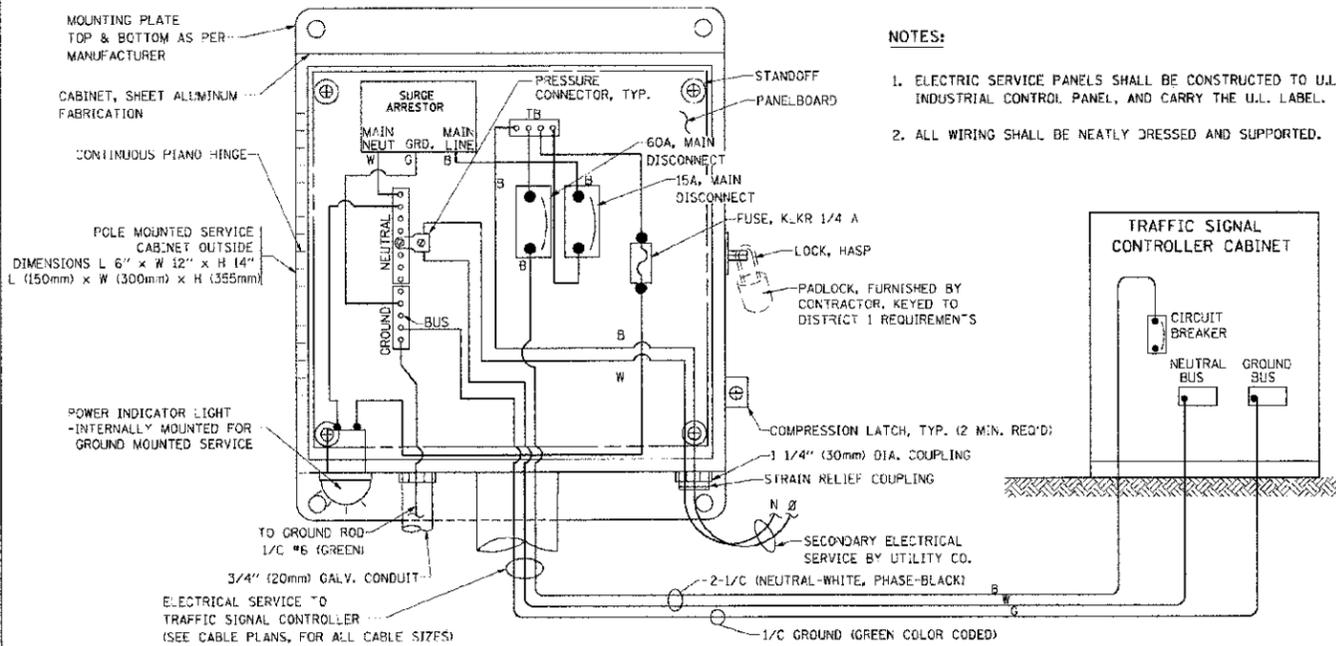 MOUNTING PLATE
TOP & BOTTOM AS PER
MANUFACTURER
CABINET, SHEET ALUMINUM
FABRICATION
CONTINUOUS PIANO HINGE
POLE MOUNTED SERVICE
CABINET OUTSIDE
DIMENSIONS L 6" x W 12" x H 14"
L (150mm) x W (300mm) x H (355mm)
POWER INDICATOR LIGHT
-INTERNALLY MOUNTED FOR
GROUND MOUNTED SERVICE
SURGE
ARRESTOR
MAIN
NEUT
GRD.
MAIN
LINE
W
G
B
PRESSURE
CONNECTOR, TYP.
TB
STANDOFF
PANELBOARD
60A, MAIN
DISCONNECT
15A, MAIN
DISCONNECT
FUSE, KLKR 1/4 A
B
B
B
NEUTRAL
GROUND
BUS
B
W
LOCK, HASP
PADLOCK, FURNISHED BY
CONTRACTOR, KEYED TO
DISTRICT 1 REQUIREMENTS
COMPRESSION LATCH, TYP. (2 MIN. REQ'D)
1 1/4" (30mm) DIA. COUPLING
STRAIN RELIEF COUPLING
N Ø
SECONDARY ELECTRICAL
SERVICE BY UTILITY CO.
TO GROUND ROD
1/C #6 (GREEN)
3/4" (20mm) GALV. CONDUIT
ELECTRICAL SERVICE TO
TRAFFIC SIGNAL CONTROLLER
(SEE CABLE PLANS, FOR ALL CABLE SIZES)
2-1/C (NEUTRAL-WHITE, PHASE-BLACK)
1/C GROUND (GREEN COLOR CODED)
B
W
G
NOTES:
1. ELECTRIC SERVICE PANELS SHALL BE CONSTRUCTED TO U.L.
INDUSTRIAL CONTROL PANEL, AND CARRY THE U.L. LABEL.
2. ALL WIRING SHALL BE NEATLY DRESSED AND SUPPORTED.
TRAFFIC SIGNAL
CONTROLLER CABINET
CIRCUIT
BREAKER
NEUTRAL
BUS
GROUND
BUS